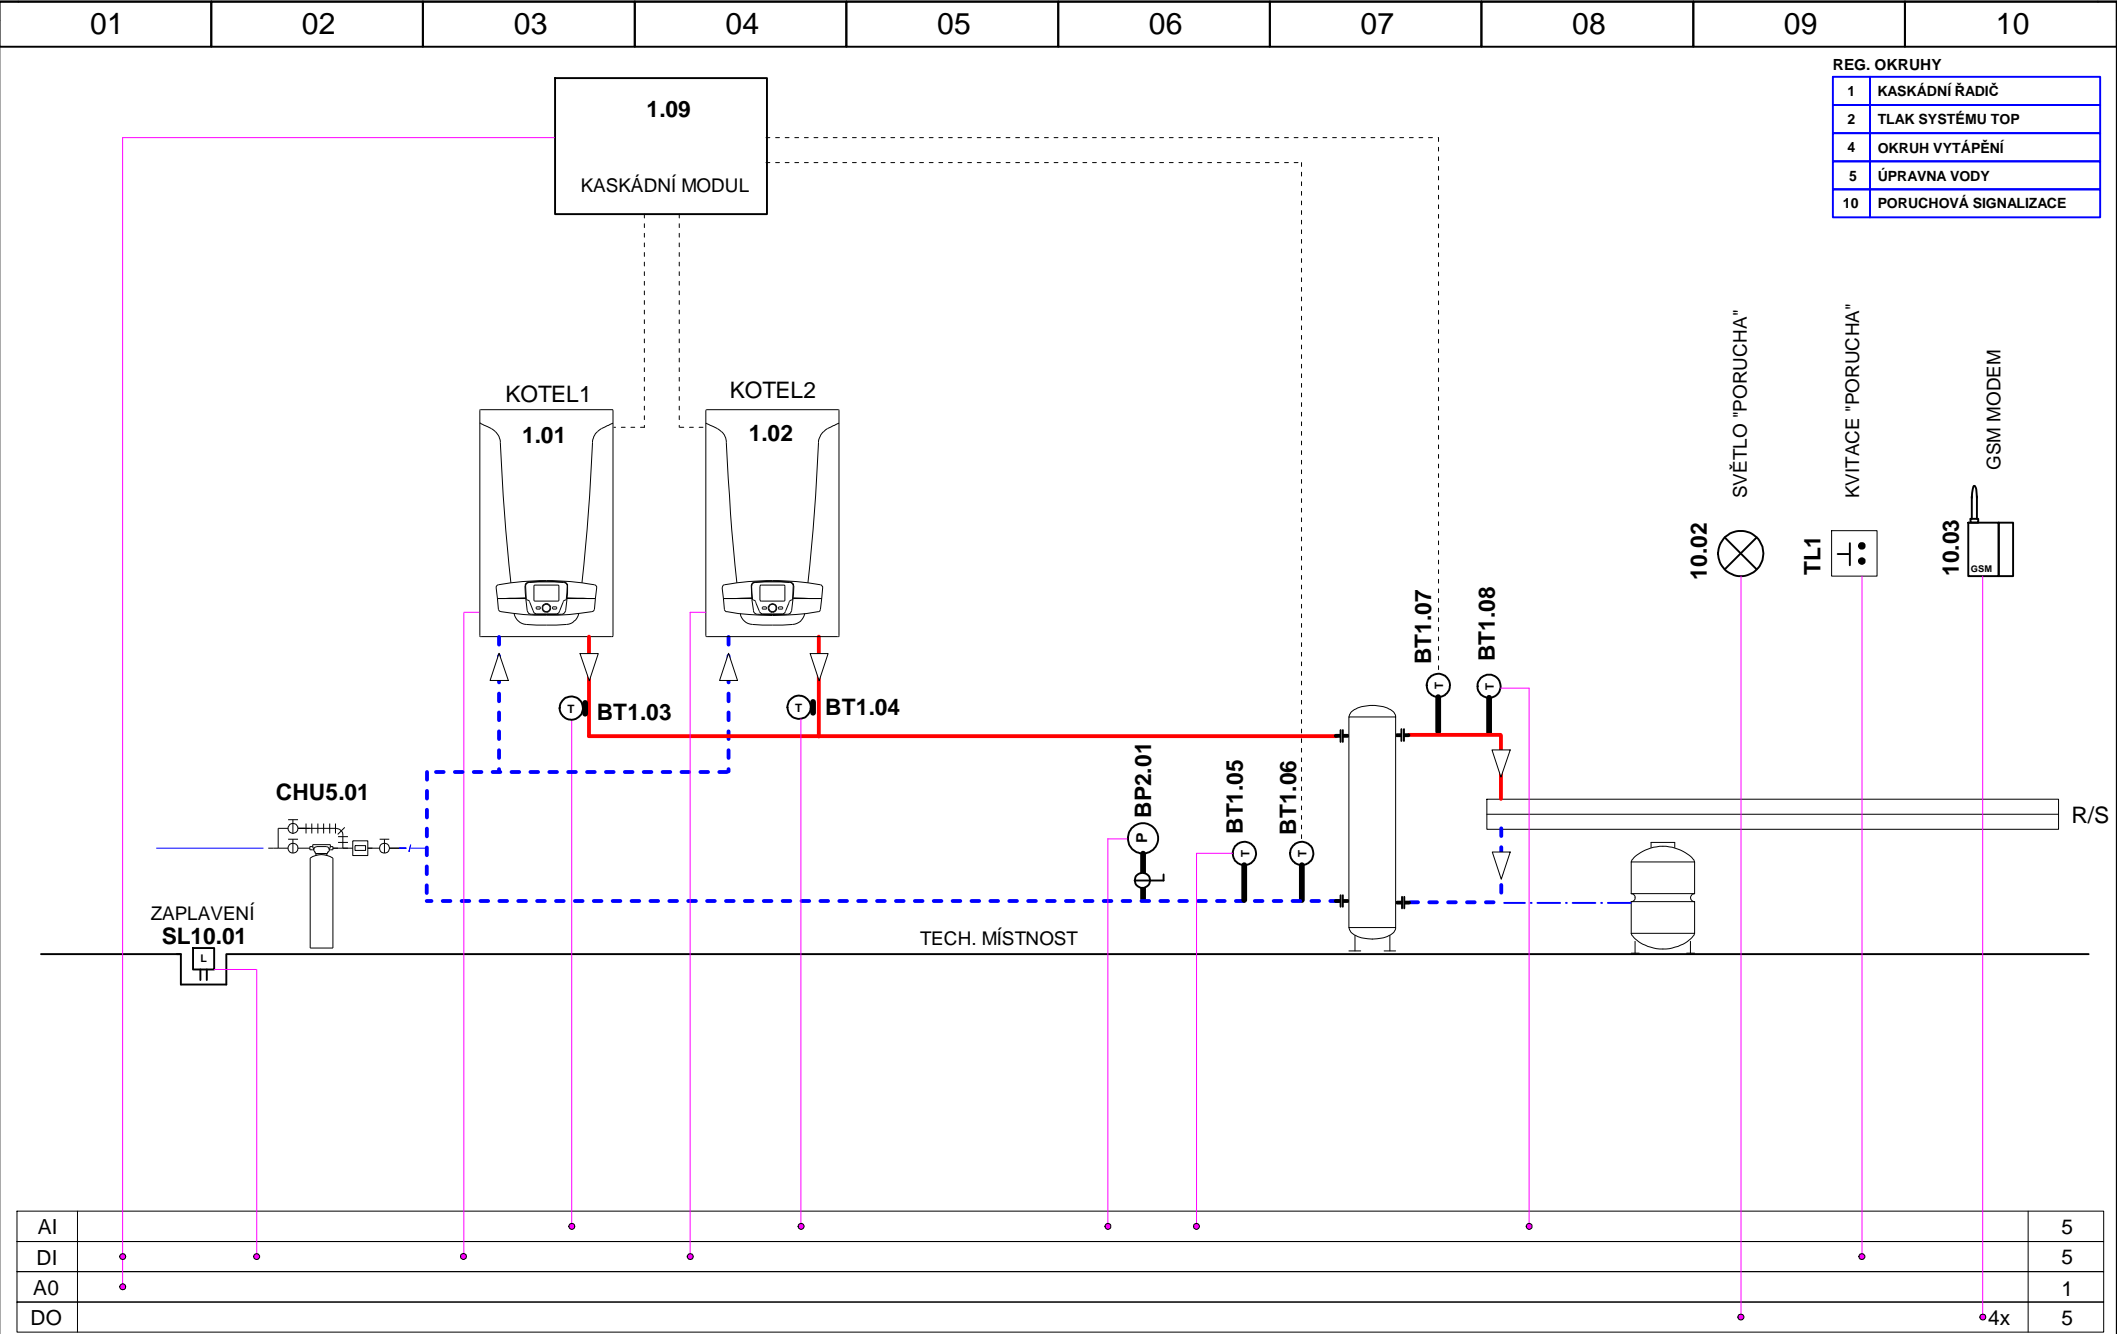 01 02 03 04 05 06 07 08 09 10
REG. OKRUHY
1 KASKÁDNÍ ŘADIČ
2 TLAK SYSTÉMU TOP
4 OKRUH VYTÁPĚNÍ
5 ÚPRAVNA VODY
10 PORUCHOVÁ SIGNALIZACE
1.09
KASKÁDNÍ MODUL
KOTEL1
1.01
KOTEL2
1.02
SVĚTLO "PORUCHA"
10.02
KVITACE "PORUCHA"
TL1
GSM MODEM
10.03
GSM
BT1.07
T
BT1.08
T
T
BT1.03
T
BT1.04
BP2.01
P
BT1.05
T
BT1.06
T
CHU5.01
R/S
ZAPLAVENÍ
SL10.01
L
TECH. MÍSTNOST
AI 5
DI 5
A0 1
DO 4x 5